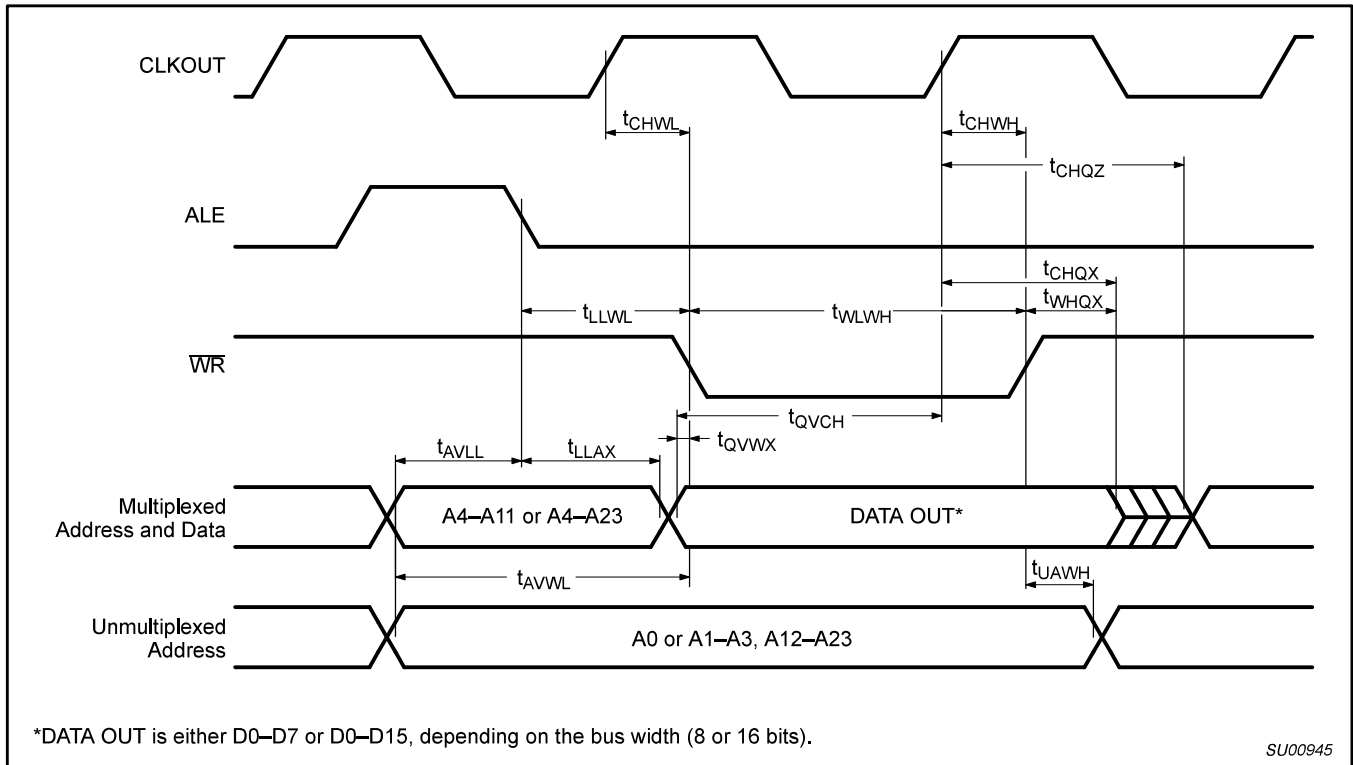 CLKOUT
tCHWL
tCHWH
tCHQZ
ALE
tCHQX
tLLWL
tWLWH
tWHQX
WR
tQVCH
tAVLL
tLLAX
tQVWX
Multiplexed
Address and Data
A4–A11 or A4–A23
DATA OUT*
tAVWL
tUAWH
Unmultiplexed
Address
A0 or A1–A3, A12–A23
*DATA OUT is either D0–D7 or D0–D15, depending on the bus width (8 or 16 bits).
SU00945